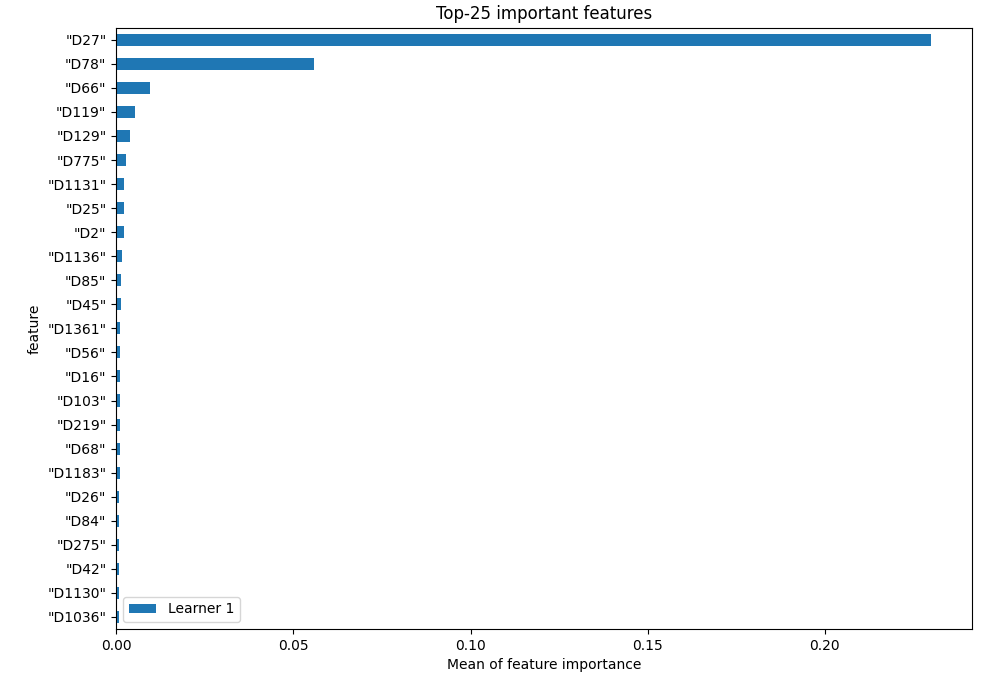 Top-25 important features
"D27"
"D78"
"D66"
"D119"
"D129"
"D775"
"D1131"
"D25"
"D2"
"D1136"
"D85"
"D45"
"D1361"
"D56"
"D16"
"D103"
"D219"
"D68"
"D1183"
"D26"
"D84"
"D275"
"D42"
"D1130"
"D1036"
feature
Learner 1
0.00 0.05 0.10 0.15 0.20
Mean of feature importance